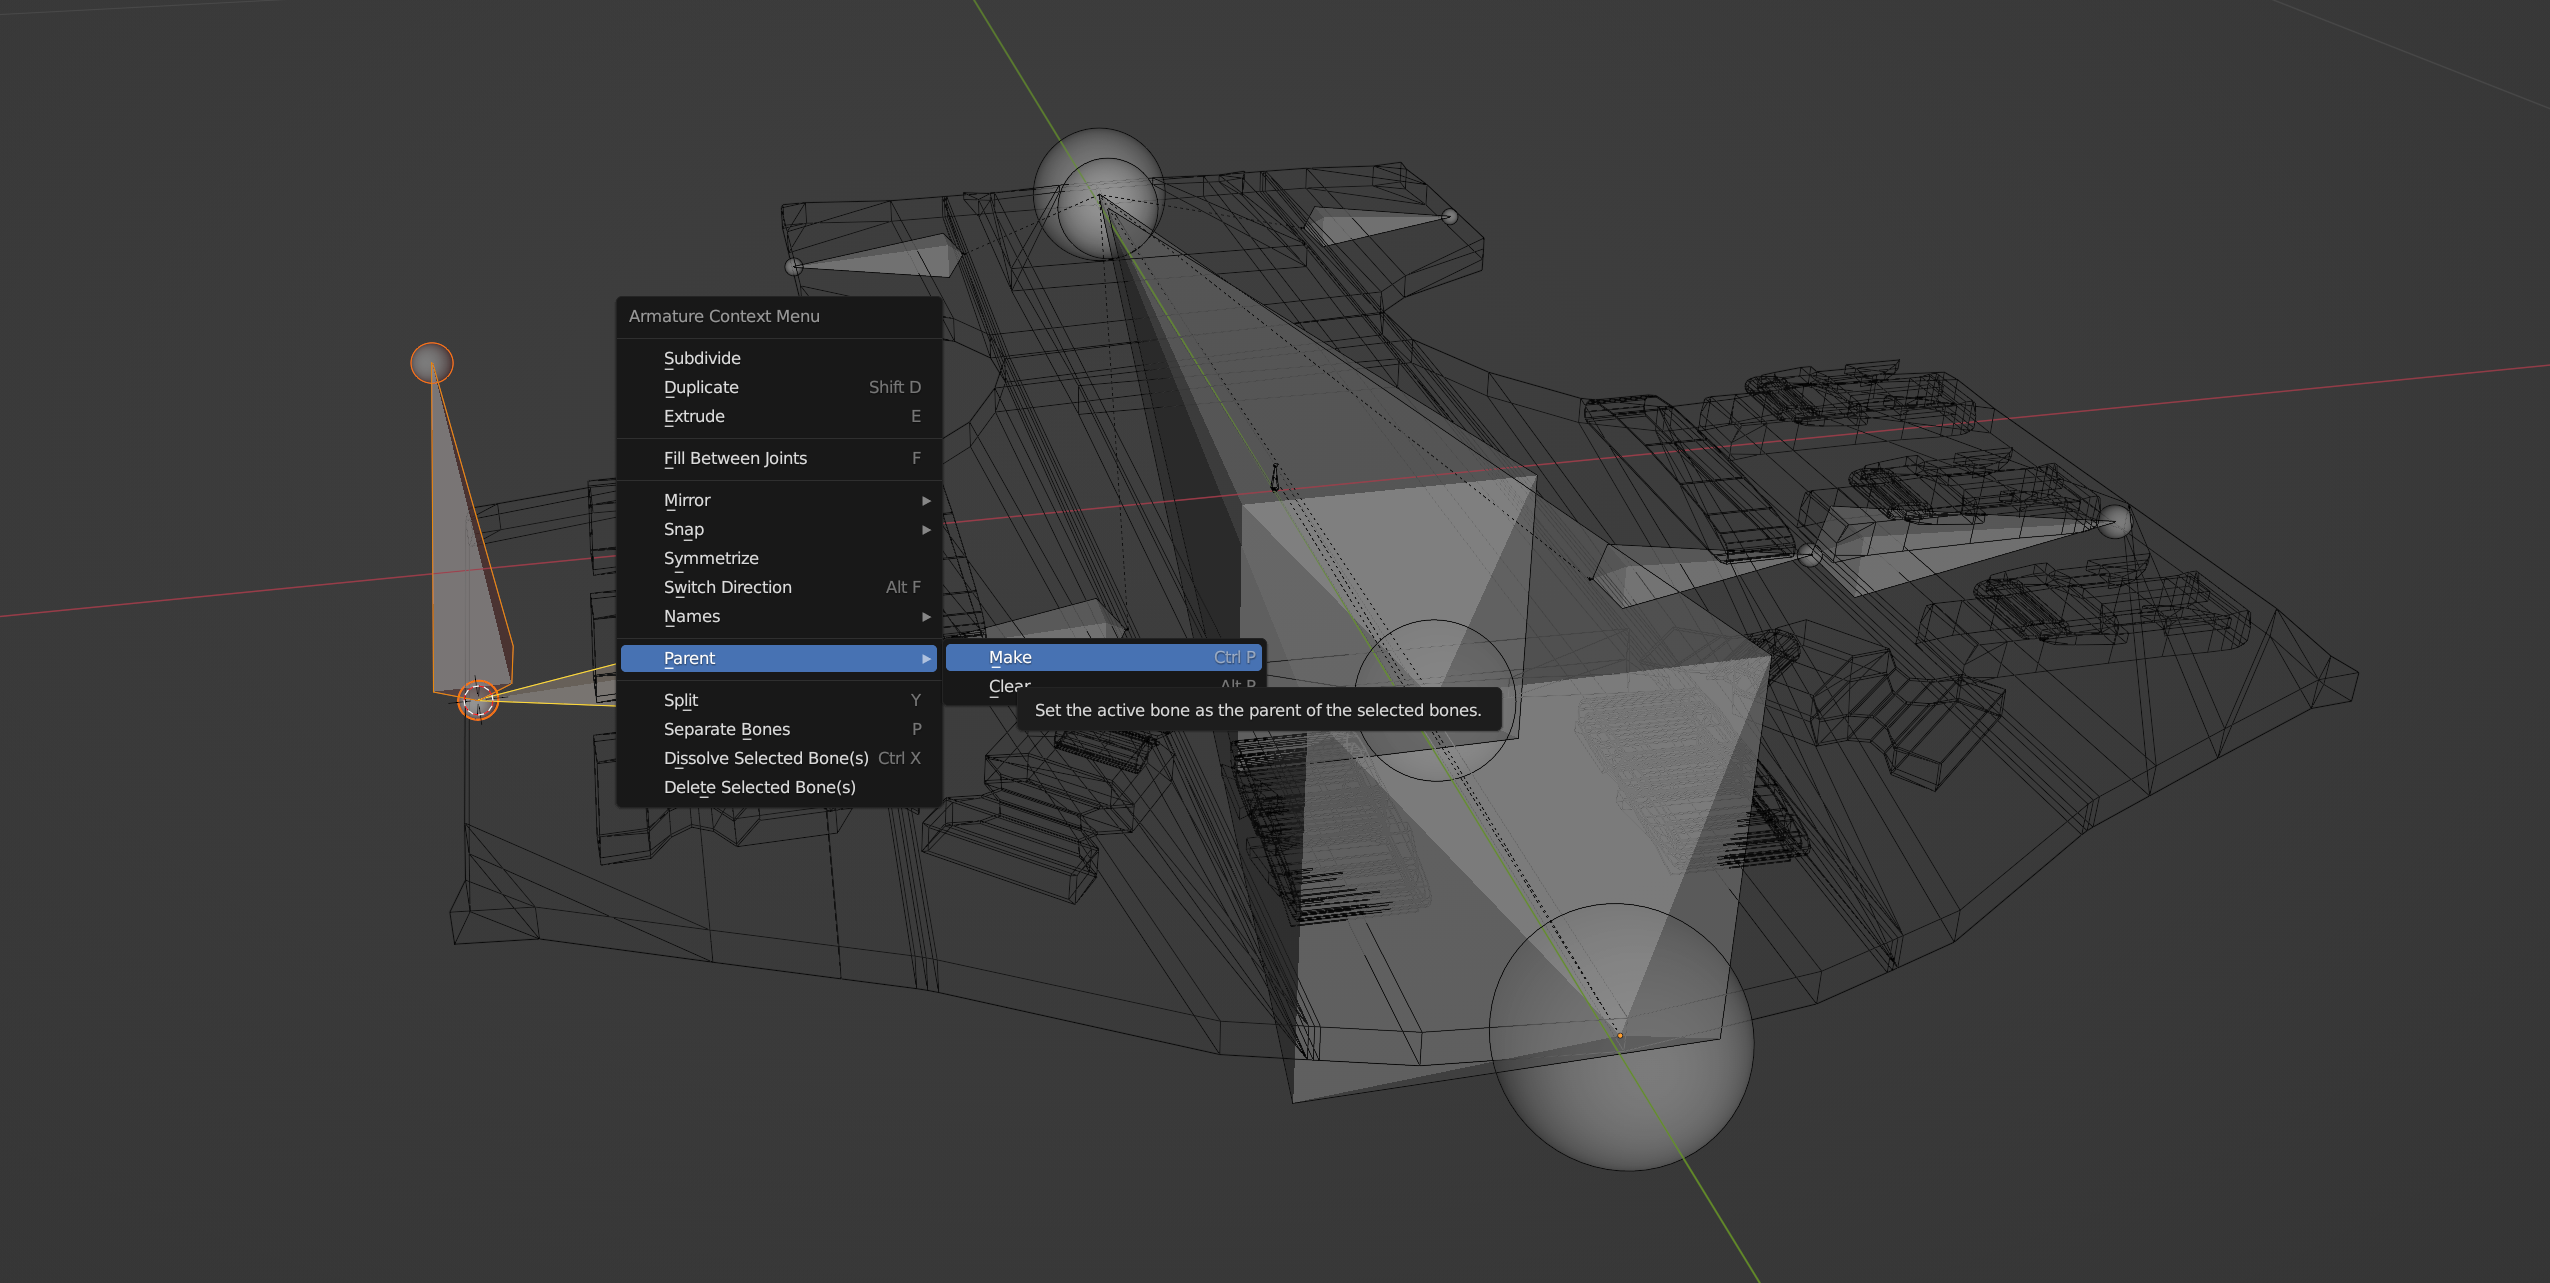 Armature Context Menu
Subdivide
Duplicate Shift D
Extrude E
Fill Between Joints F
Mirror
Snap
Symmetrize
Switch Direction Alt F
Names
Parent
Make Ctrl P
Clear Alt P
Set the active bone as the parent of the selected bones.
Split Y
Separate Bones P
Dissolve Selected Bone(s) Ctrl X
Delete Selected Bone(s)